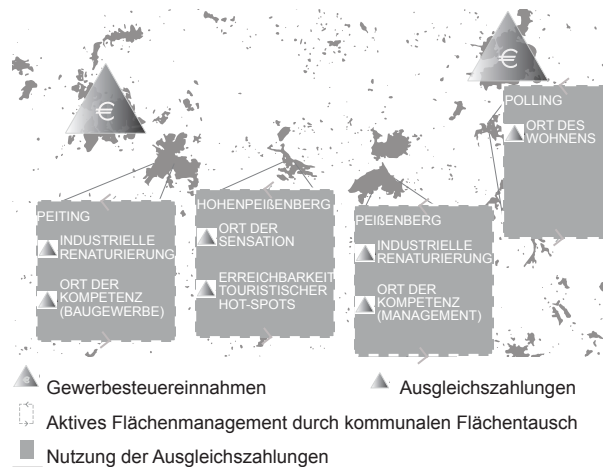 €
€
POLLING
ORT DES
WOHNENS
PEITING
INDUSTRIELLE
RENATURIERUNG
ORT DER
KOMPETENZ
(BAUGEWERBE)
HOHENPEIßENBERG
ORT DER
SENSATION
ERREICHBARKEIT
TOURISTISCHER
HOT-SPOTS
PEIßENBERG
INDUSTRIELLE
RENATURIERUNG
ORT DER
KOMPETENZ
(MANAGEMENT)
€ Gewerbesteuereinnahmen
Ausgleichszahlungen
Aktives Flächenmanagement durch kommunalen Flächentausch
Nutzung der Ausgleichszahlungen